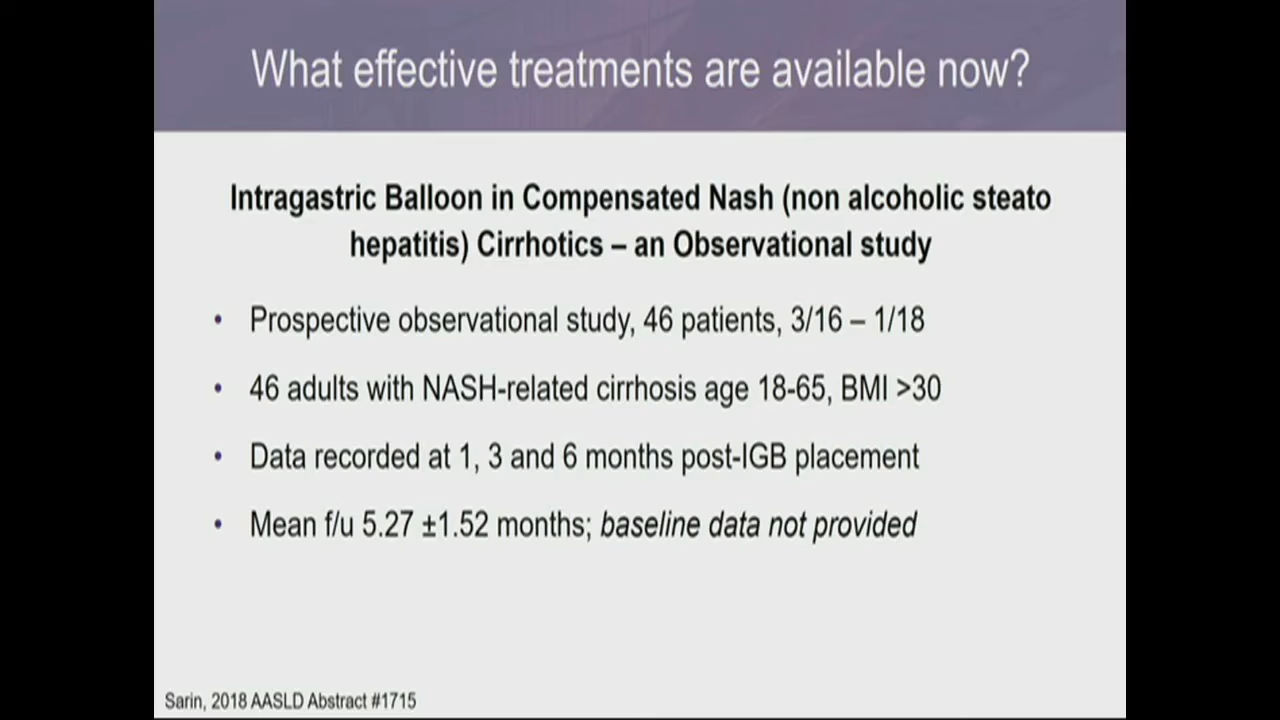 What effective treatments are available now?
Intragastric Balloon in Compensated Nash (non alcoholic steato
hepatitis) Cirrhotics – an Observational study
• Prospective observational study, 46 patients, 3/16 – 1/18
• 46 adults with NASH-related cirrhosis age 18-65, BMI >30
• Data recorded at 1, 3 and 6 months post-IGB placement
• Mean f/u 5.27 ±1.52 months; baseline data not provided
Sarin, 2018 AASLD Abstract #1715